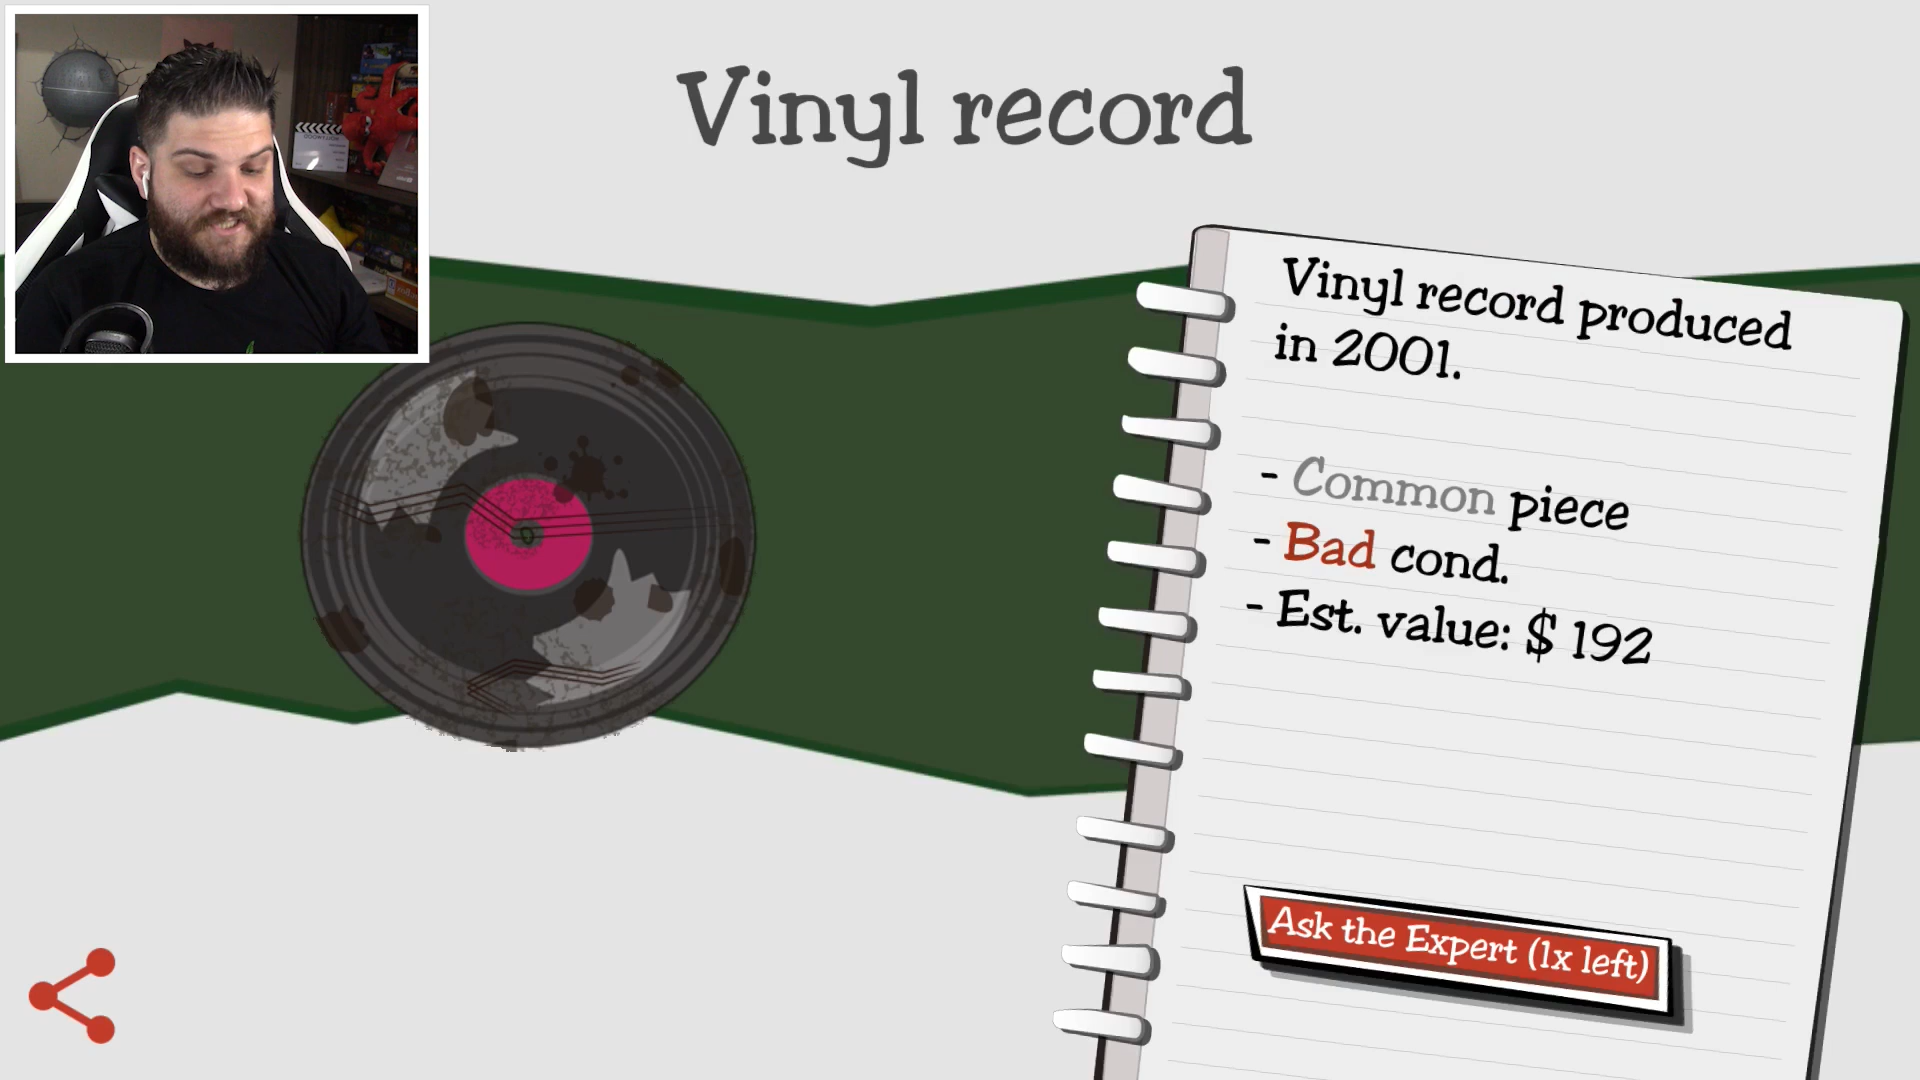 Vinyl record
Vinyl record produced
in 2001.
- Common piece
- Bad cond.
- Est. value: $ 192
Ask the Expert (1x left)